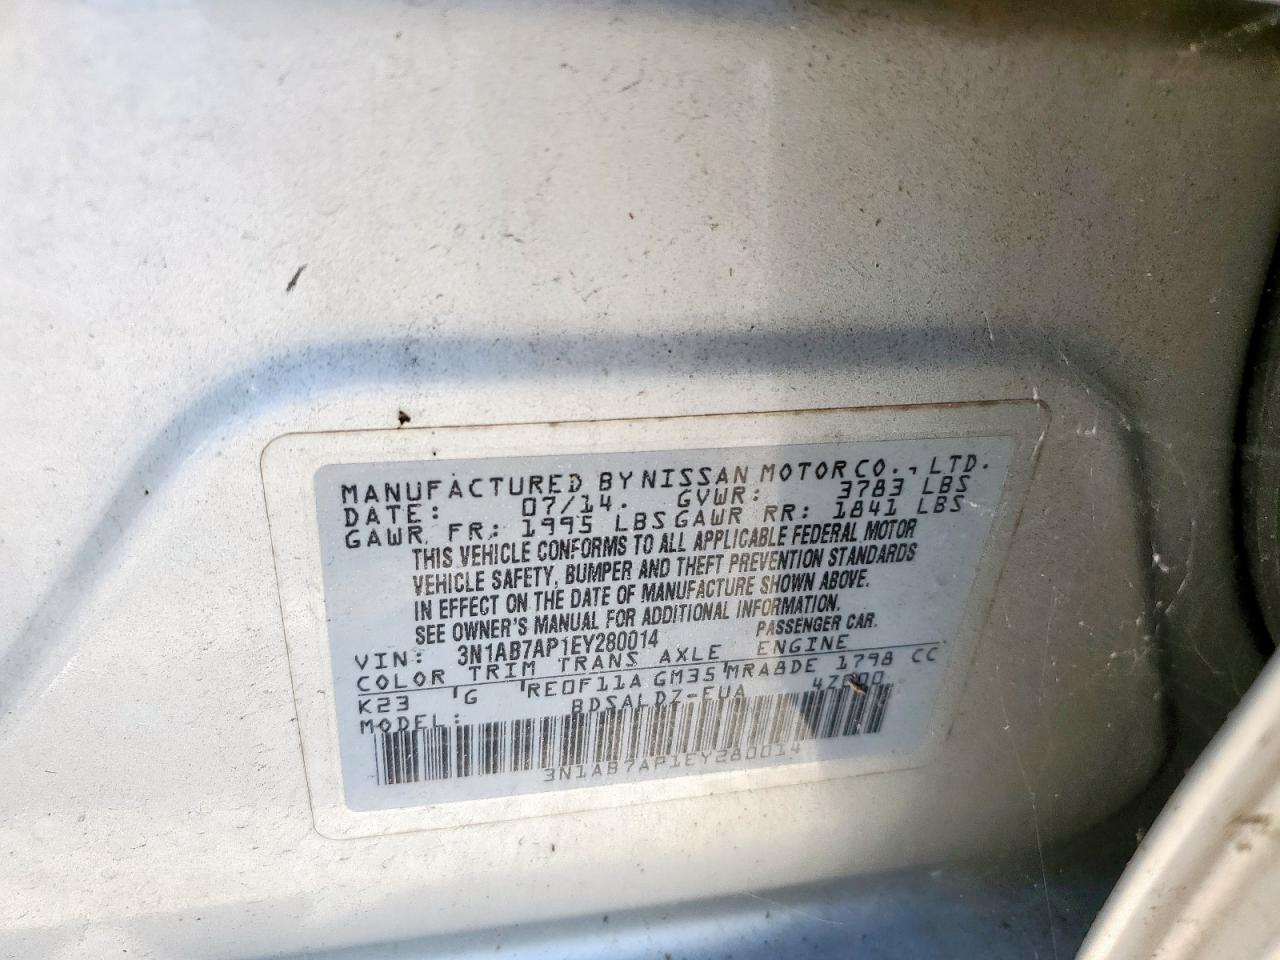 MANUFACTURED BY NISSAN MOTOR CO., LTD.
DATE: 07/14. GVWR: 3783 LBS
GAWR FR: 1995 LBS GAWR RR: 1841 LBS
THIS VEHICLE CONFORMS TO ALL APPLICABLE FEDERAL MOTOR
VEHICLE SAFETY, BUMPER AND THEFT PREVENTION STANDARDS
IN EFFECT ON THE DATE OF MANUFACTURE SHOWN ABOVE.
SEE OWNER'S MANUAL FOR ADDITIONAL INFORMATION.
VIN: 3N1AB7AP1EY280014 PASSENGER CAR.
COLOR TRIM TRANS AXLE ENGINE
K23 G RE0F11A GM35 MRA8DE 1798 CC
MODEL: BDSALDZ-EUA
3N1AB7AP1EY280014